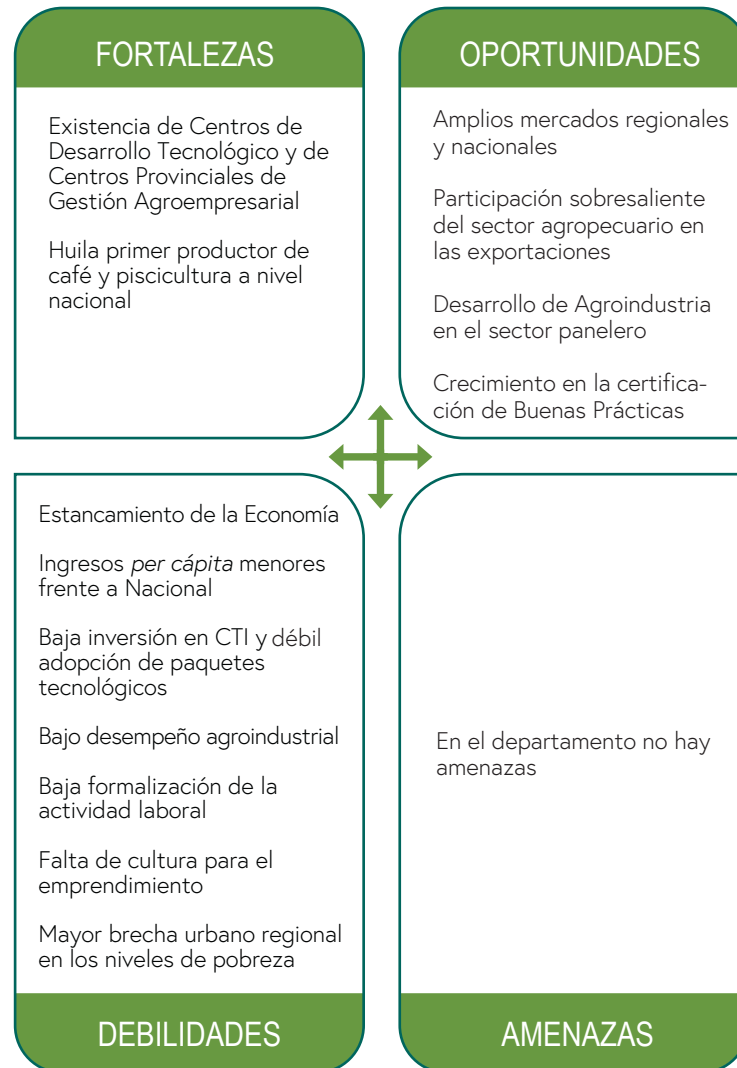 FORTALEZAS
Existencia de Centros de
Desarrollo Tecnológico y de
Centros Provinciales de
Gestión Agroempresarial
Huila primer productor de
café y piscicultura a nivel
nacional
OPORTUNIDADES
Amplios mercados regionales
y nacionales
Participación sobresaliente
del sector agropecuario en
las exportaciones
Desarrollo de Agroindustria
en el sector panelero
Crecimiento en la certifica-
ción de Buenas Prácticas
Estancamiento de la Economía
Ingresos per cápita menores
frente a Nacional
Baja inversión en CTI y débil
adopción de paquetes
tecnológicos
Bajo desempeño agroindustrial
Baja formalización de la
actividad laboral
Falta de cultura para el
emprendimiento
Mayor brecha urbano regional
en los niveles de pobreza
DEBILIDADES
En el departamento no hay
amenazas
AMENAZAS